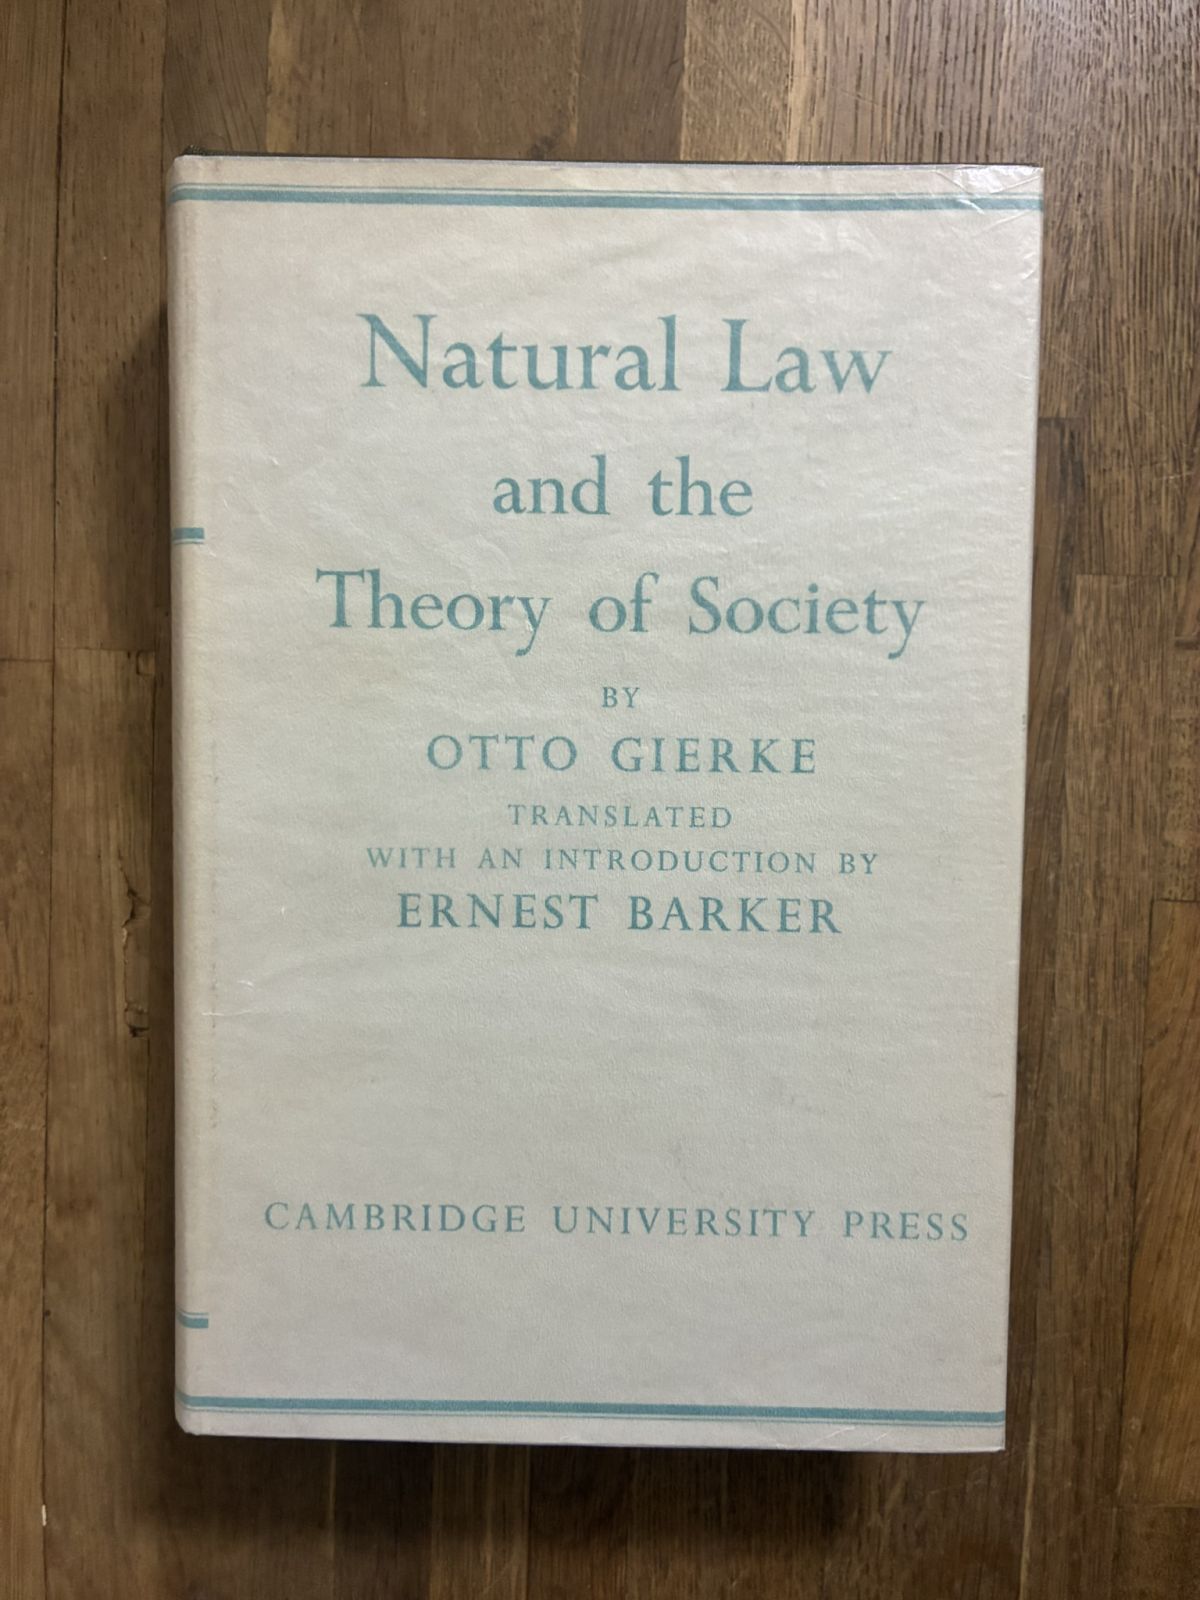 Natural Law
and the
Theory of Society
BY
OTTO GIERKE
TRANSLATED
WITH AN INTRODUCTION BY
ERNEST BARKER
CAMBRIDGE UNIVERSITY PRESS